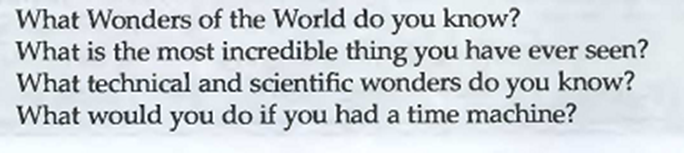 What Wonders of the World do you know?
What is the most incredible thing you have ever seen?
What technical and scientific wonders do you know?
What would you do if you had a time machine?